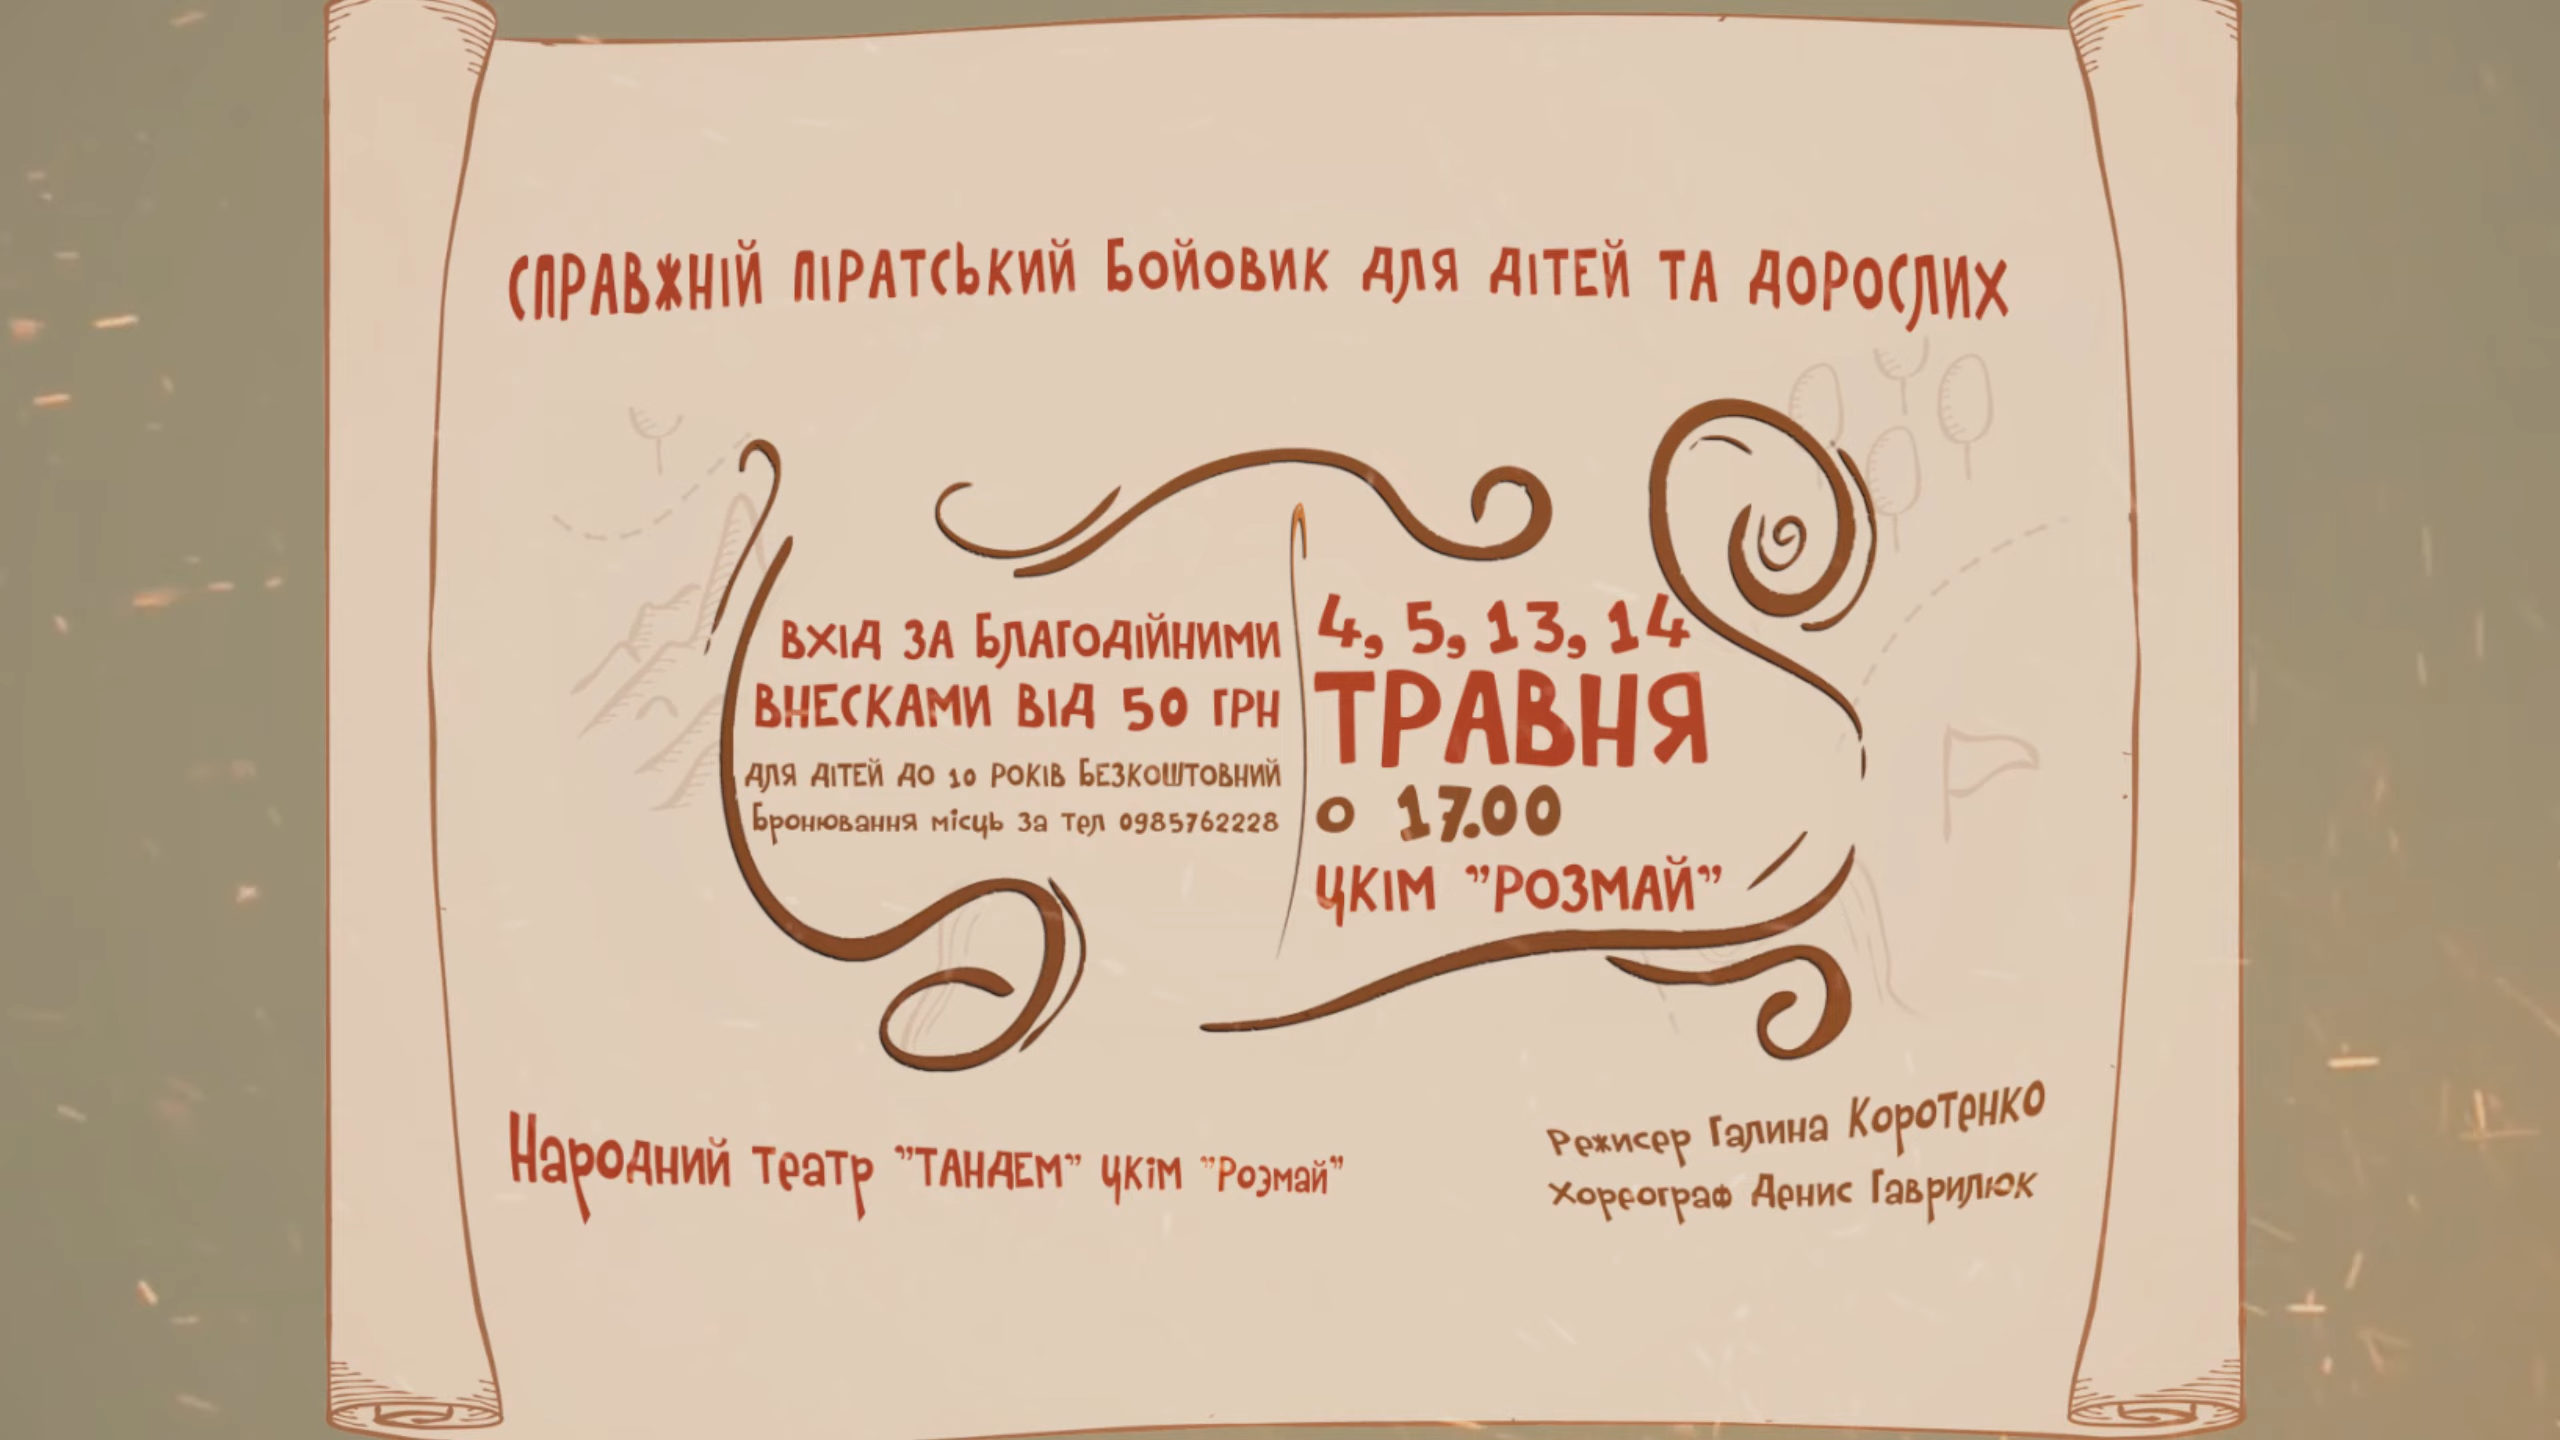 СПРАВЖНІЙ ПІРАТСЬКИЙ БОЙОВИК ДЛЯ ДІТЕЙ ТА ДОРОСЛИХ
ВХІД ЗА БЛАГОДІЙНИМИ
ВНЕСКАМИ ВІД 50 ГРН
ДЛЯ ДІТЕЙ ДО 10 РОКІВ БЕЗКОШТОВНИЙ
Бронювання місць за тел 0985762228
4, 5, 13, 14
ТРАВНЯ
О 17.00
ЦКІМ "РОЗМАЙ"
Народний театр "ТАНДЕМ" ЦКІМ "Розмай"
Режисер Галина Коротенко
Хореограф Денис Гаврилюк